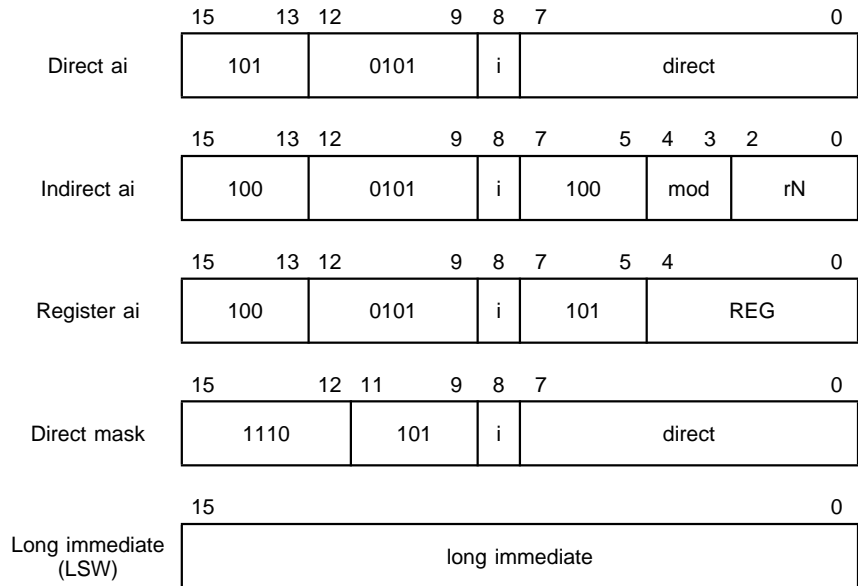 15 13 12 9 8 7 0
Direct ai 101 0101 i direct
15 13 12 9 8 7 5 4 3 2 0
Indirect ai 100 0101 i 100 mod rN
15 13 12 9 8 7 5 4 0
Register ai 100 0101 i 101 REG
15 12 11 9 8 7 0
Direct mask 1110 101 i direct
15 0
Long immediate
(LSW)
long immediate